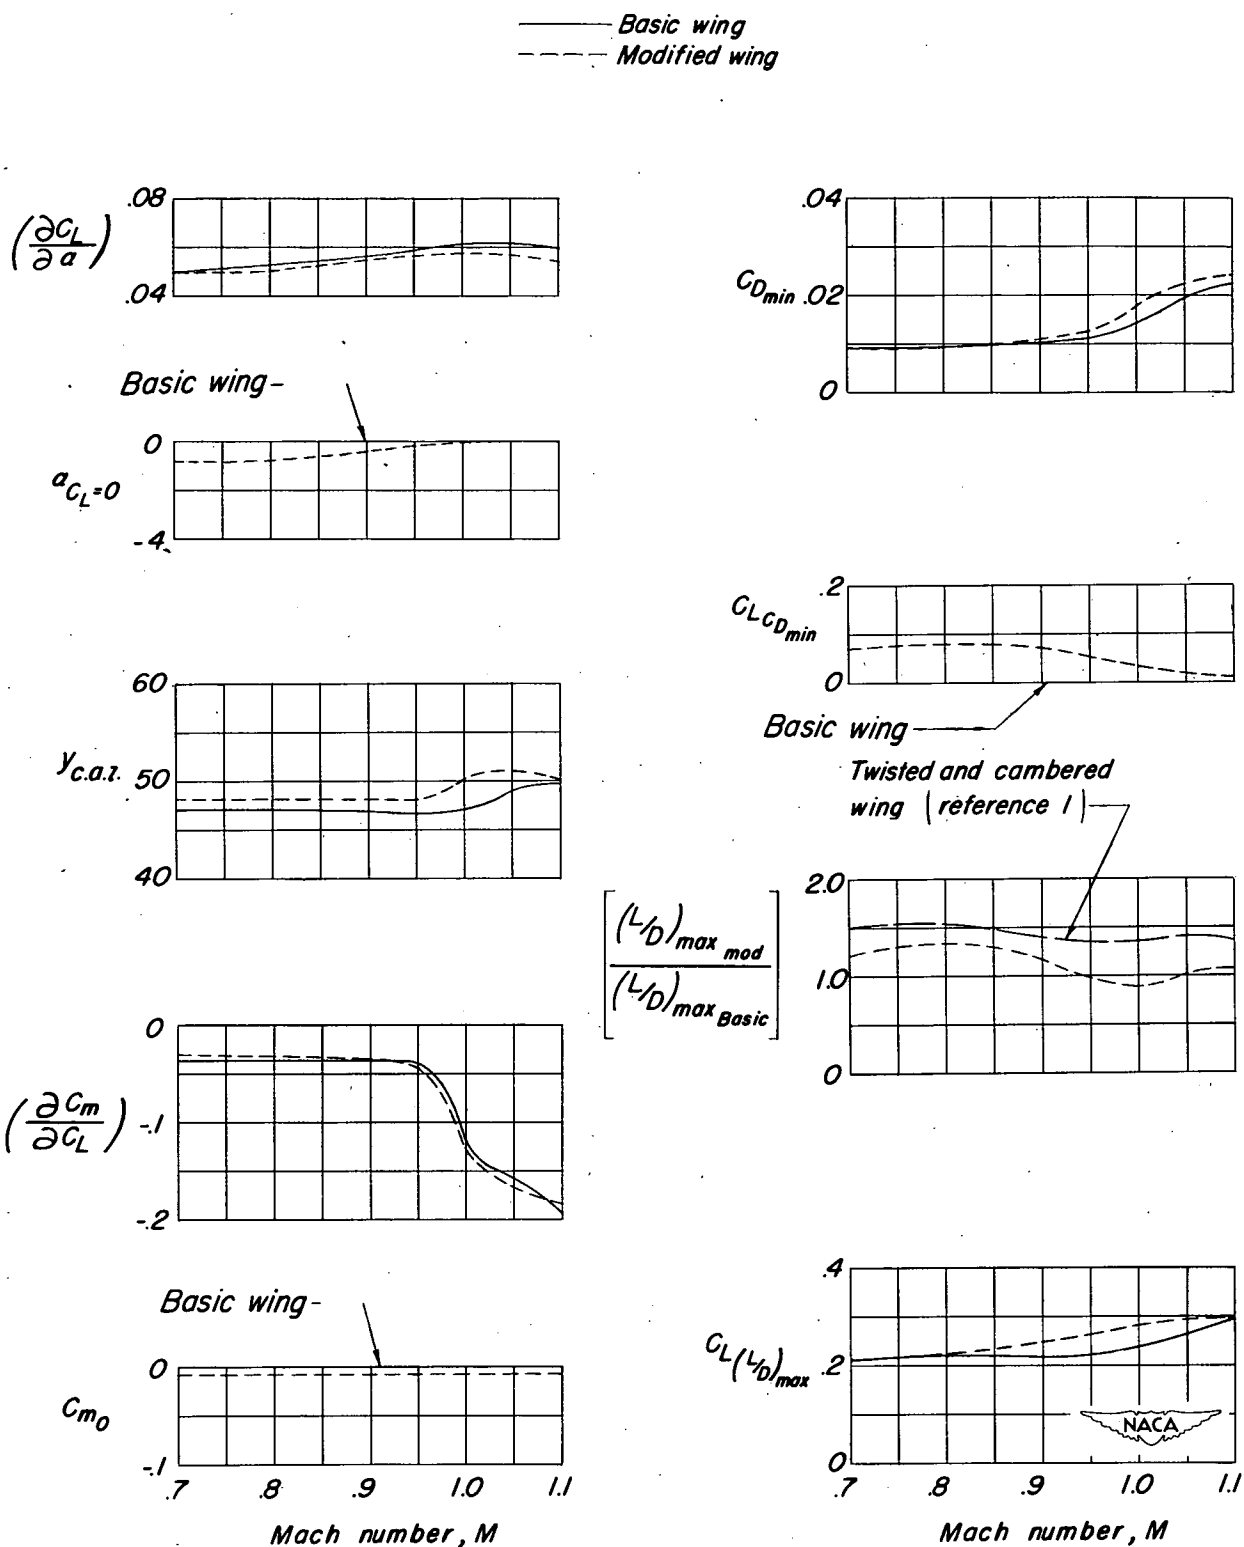 Basic wing
Modified wing
(∂C_L/∂a)
.08
.04
Basic wing-
a_{C_L=0}
0
-4
y_{c.a.l.}
60
50
40
(∂C_m/∂C_L)
0
-.1
-.2
Basic wing-
C_{m_0}
0
-.1
.7 .8 .9 1.0 1.1
Mach number, M
C_{D_min}
.04
.02
0
C_{L_{C_{D_min}}}
.2
0
Basic wing
Twisted and cambered
wing (reference 1)
[(L/D)_{max_{mod}}/(L/D)_{max_{Basic}}]
2.0
1.0
0
C_{L_{(L/D)_{max}}}
.4
.2
0
NACA
.7 .8 .9 1.0 1.1
Mach number, M